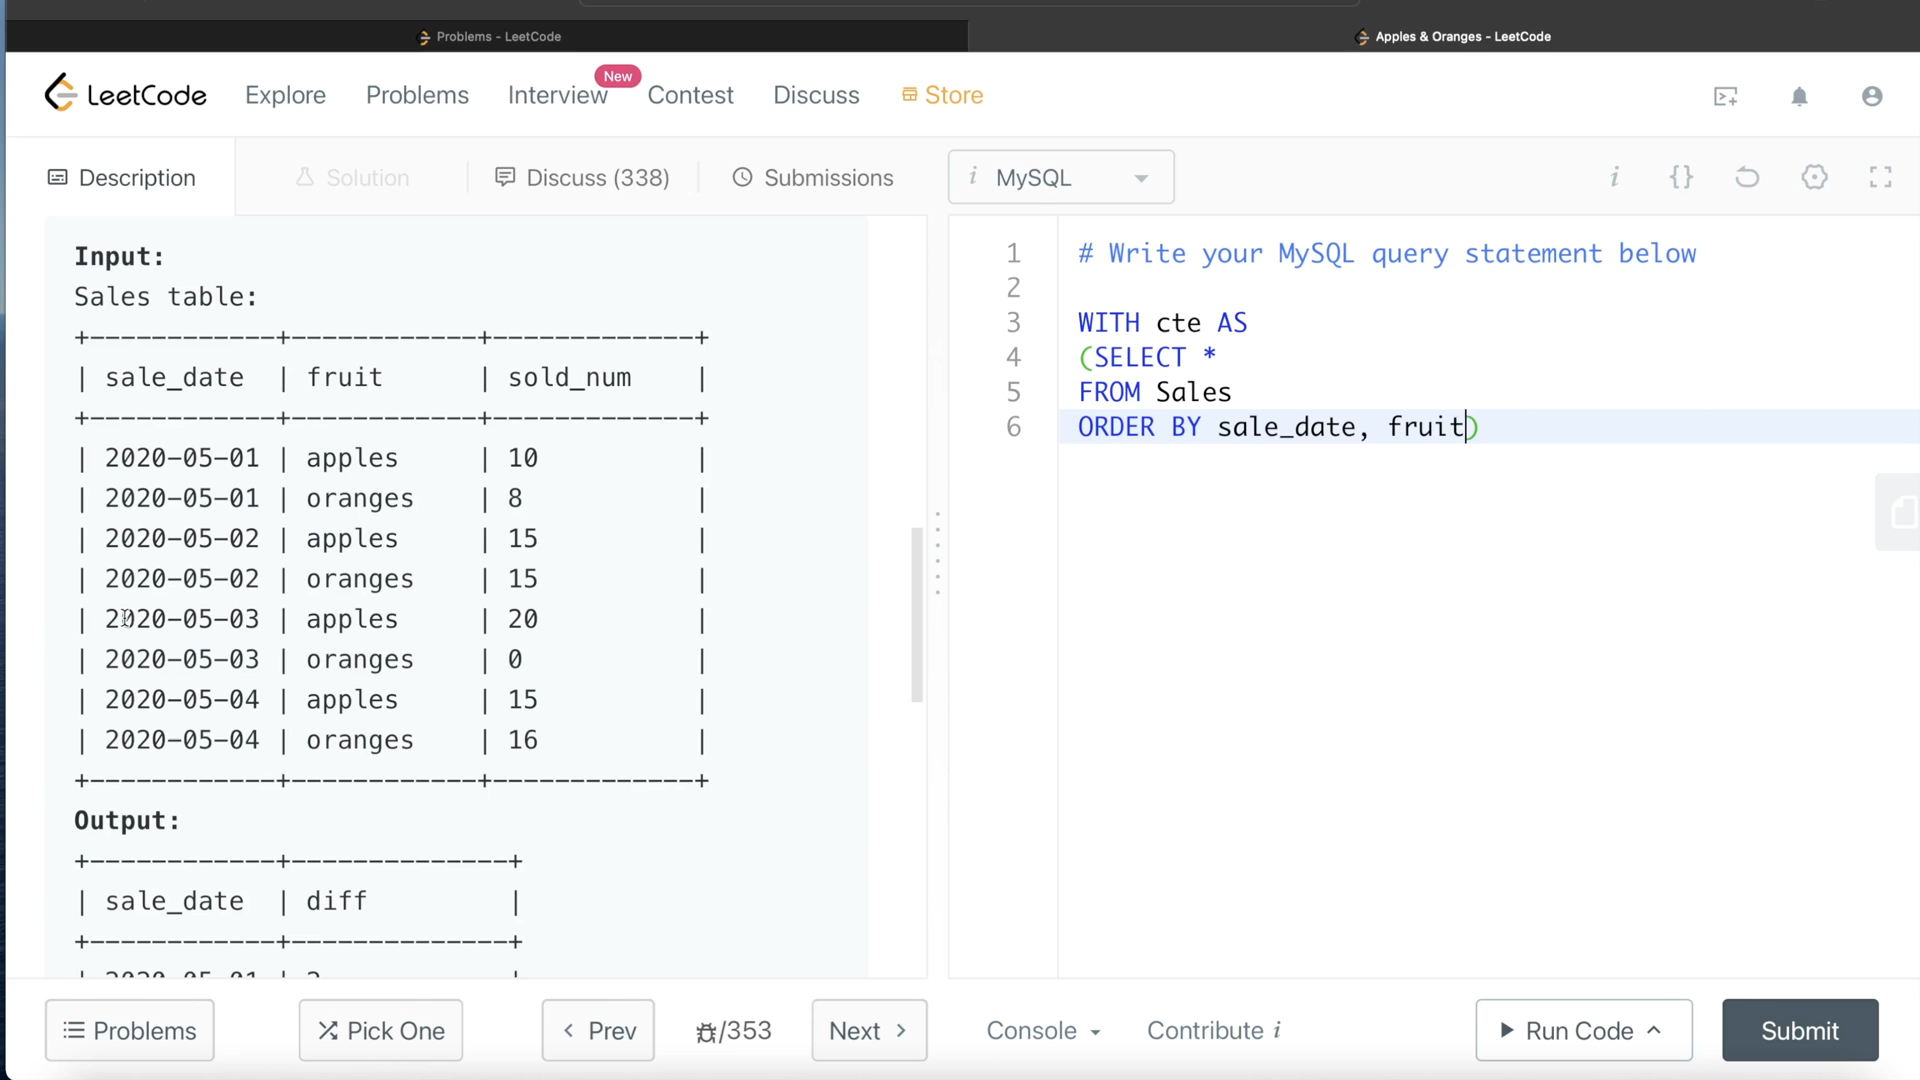 Problems - LeetCode
Apples & Oranges - LeetCode
LeetCode Explore Problems Interview New Contest Discuss Store
Description Solution Discuss (338) Submissions i MySQL i {}
Input:
Sales table:
+------------+------------+-------------+
| sale_date | fruit | sold_num |
+------------+------------+-------------+
| 2020-05-01 | apples | 10 |
| 2020-05-01 | oranges | 8 |
| 2020-05-02 | apples | 15 |
| 2020-05-02 | oranges | 15 |
| 2020-05-03 | apples | 20 |
| 2020-05-03 | oranges | 0 |
| 2020-05-04 | apples | 15 |
| 2020-05-04 | oranges | 16 |
+------------+------------+-------------+
Output:
+------------+--------------+
| sale_date | diff |
+------------+--------------+
1 # Write your MySQL query statement below
2
3 WITH cte AS
4 (SELECT *
5 FROM Sales
6 ORDER BY sale_date, fruit)
Problems Pick One < Prev /353 Next > Console Contribute i Run Code Submit